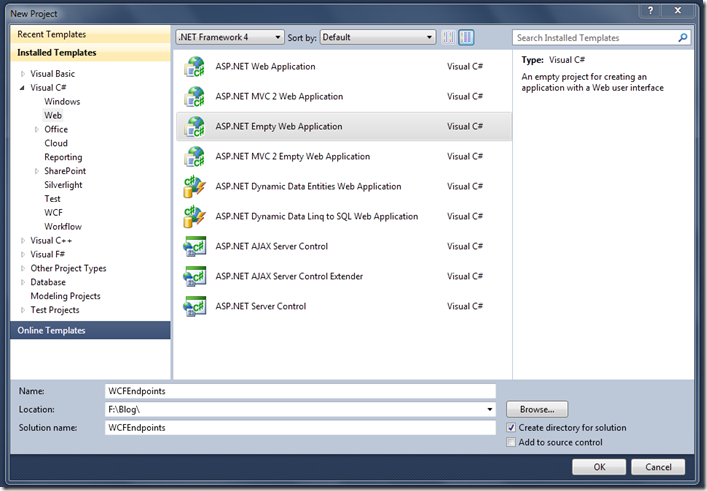 New Project
Recent Templates
Installed Templates
Visual Basic
Visual C#
Windows
Web
Office
Cloud
Reporting
SharePoint
Silverlight
Test
WCF
Workflow
Visual C++
Visual F#
Other Project Types
Database
Modeling Projects
Test Projects
Online Templates
.NET Framework 4 Sort by: Default
ASP.NET Web Application Visual C#
ASP.NET MVC 2 Web Application Visual C#
ASP.NET Empty Web Application Visual C#
ASP.NET MVC 2 Empty Web Application Visual C#
ASP.NET Dynamic Data Entities Web Application Visual C#
ASP.NET Dynamic Data Linq to SQL Web Application Visual C#
ASP.NET AJAX Server Control Visual C#
ASP.NET AJAX Server Control Extender Visual C#
ASP.NET Server Control Visual C#
Search Installed Templates
Type: Visual C#
An empty project for creating an
application with a Web user interface
Name: WCFEndpoints
Location: F:\Blog\ Browse...
Solution name: WCFEndpoints
Create directory for solution
Add to source control
OK Cancel